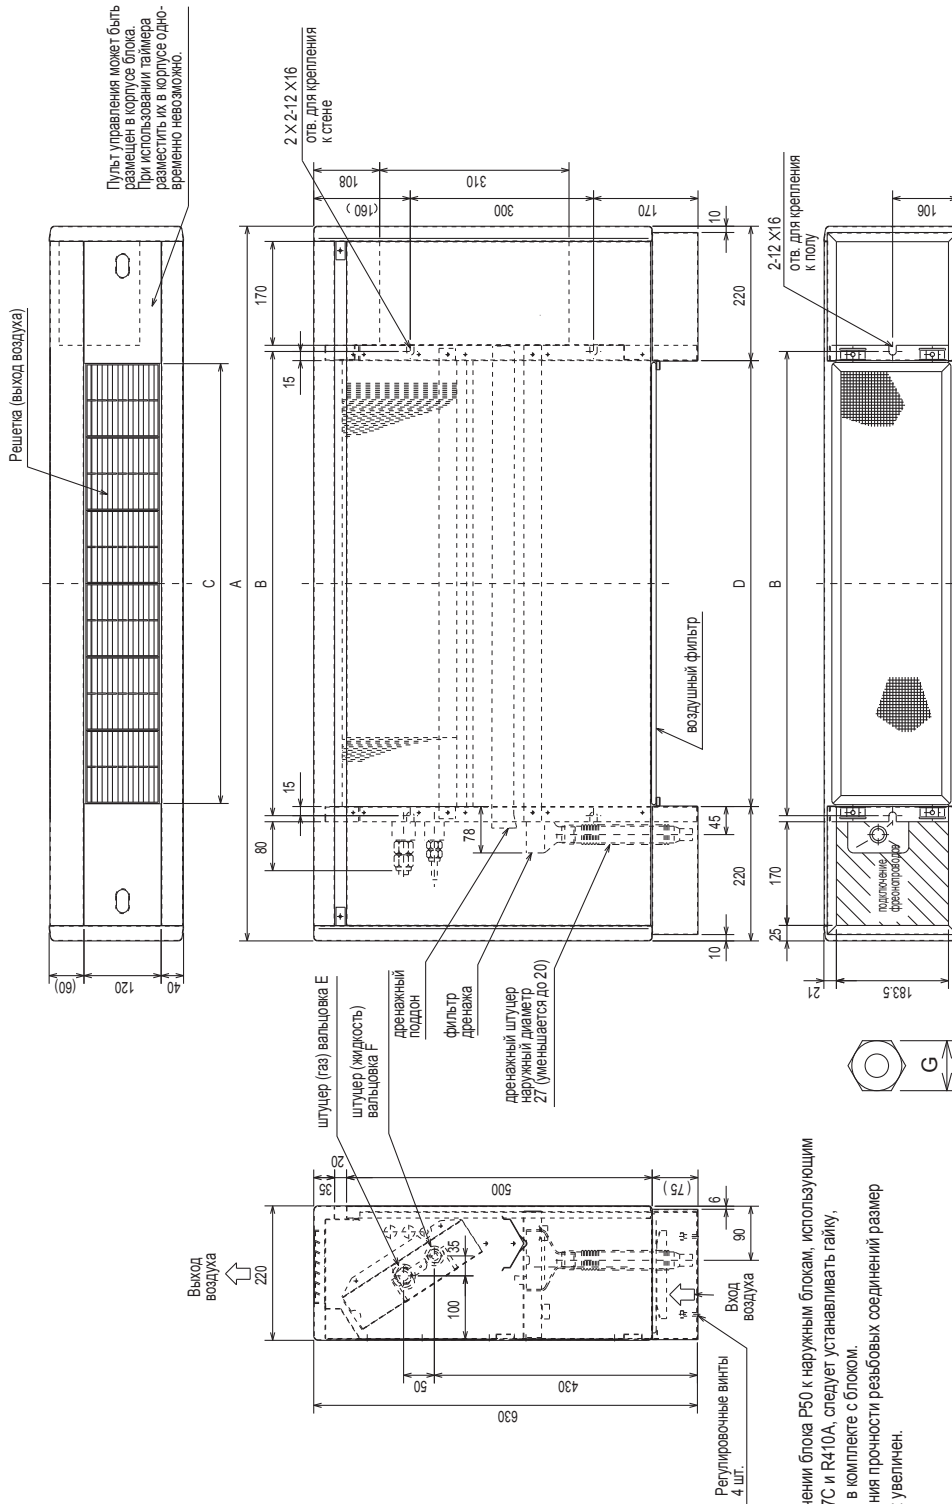 Пульт управления может быть
размещен в корпусе блока.
При использовании таймера
разместить их в корпусе одно-
временно невозможно.
Решетка (выход воздуха)
(60)
120
40
C
A
B
2 X 2-12 X16
отв. для крепления
к стене
108
310
(160 )
300
170
10
170
15
220
15
80
78
45
220
10
D
B
воздушный фильтр
2-12 X16
отв. для крепления
к полу
106
170
25
21
183.5
подключение
фреонопроводов
штуцер (газ) вальцовка E
штуцер (жидкость)
вальцовка F
дренажный
поддон
фильтр
дренажа
дренажный штуцер
наружный диаметр
27 (уменьшается до 20)
Выход
воздуха
220
35
20
500
(75 )
6
90
35
100
50
430
630
Вход
воздуха
Регулировочные винты
4 шт.
G
чении блока P50 к наружным блокам, использующим
7C и R410A, следует устанавливать гайку,
в комплекте с блоком.
ния прочности резьбовых соединений размер
увеличен.